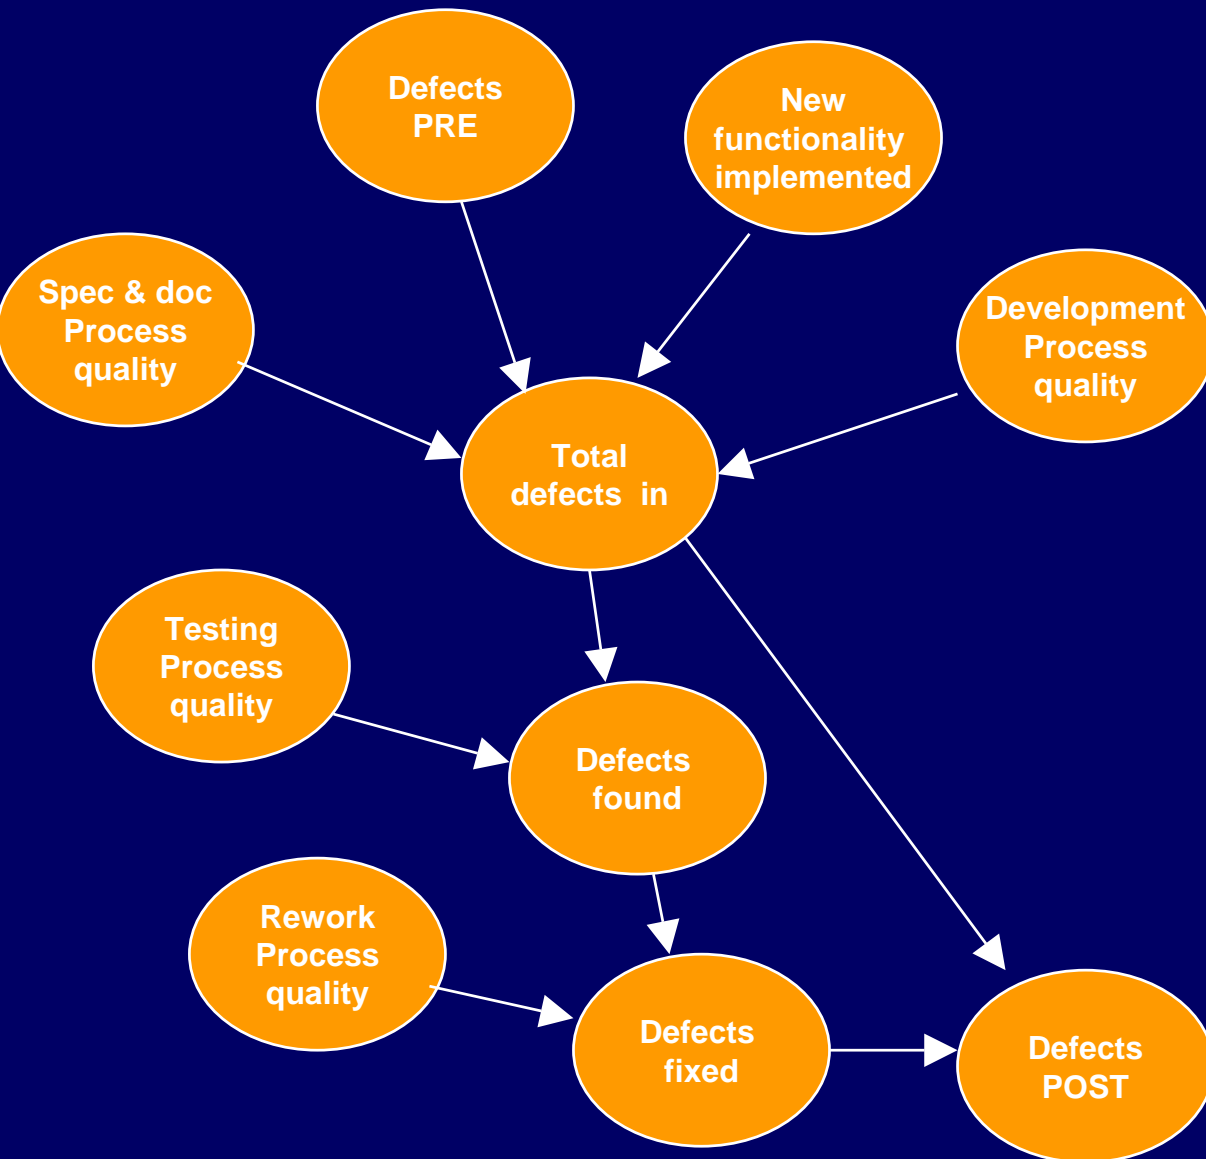 Defects
PRE
New
functionality
implemented
Spec & doc
Process
quality
Development
Process
quality
Total
defects in
Testing
Process
quality
Defects
found
Rework
Process
quality
Defects
fixed
Defects
POST